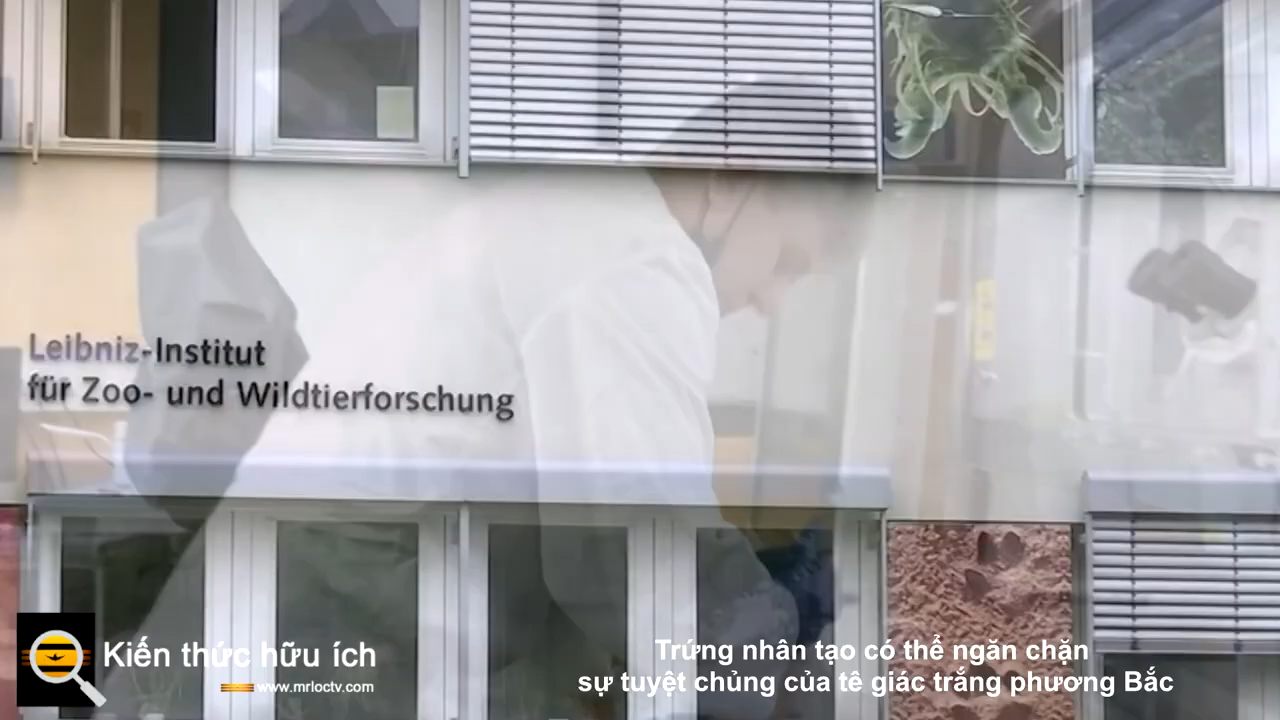 Leibniz-Institut
für Zoo- und Wildtierforschung
Kiến thức hữu ích
www.mrloctv.com
Trứng nhân tạo có thể ngăn chặn
sự tuyệt chủng của tê giác trắng phương Bắc